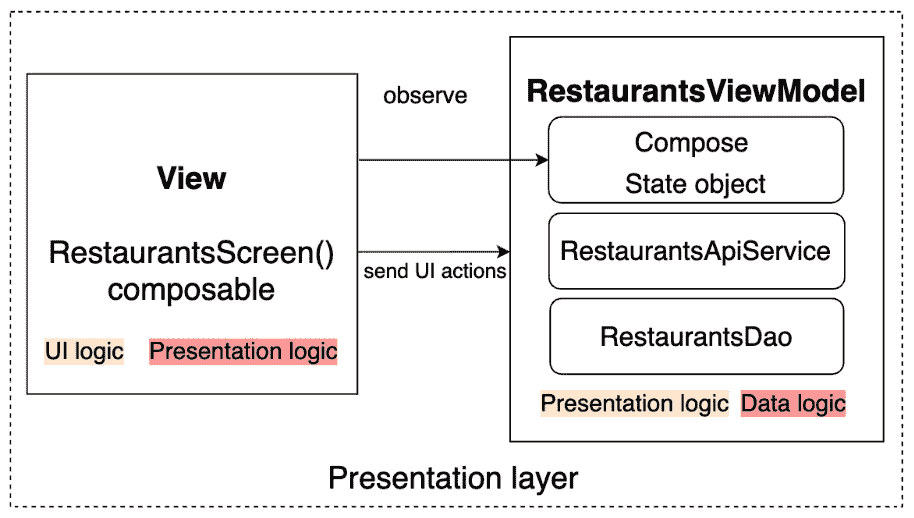 observe
RestaurantsViewModel
Compose
State object
View
RestaurantsScreen()
composable
RestaurantsApiService
send UI actions
RestaurantsDao
UI logic Presentation logic
Presentation logic Data logic
Presentation layer